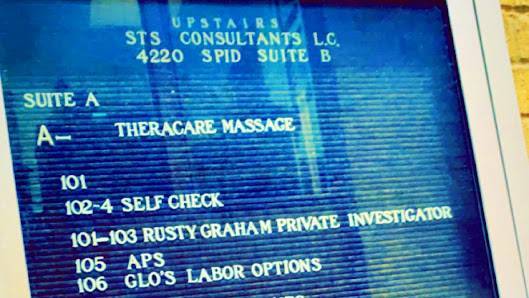 UPSTAIRS
STS CONSULTANTS L.C.
4220 SPID SUITE B
SUITE A
A- THERACARE MASSAGE
101
102-4 SELF CHECK
101-103 RUSTY GRAHAM PRIVATE INVESTIGATOR
105 APS
106 GLO'S LABOR OPTIONS